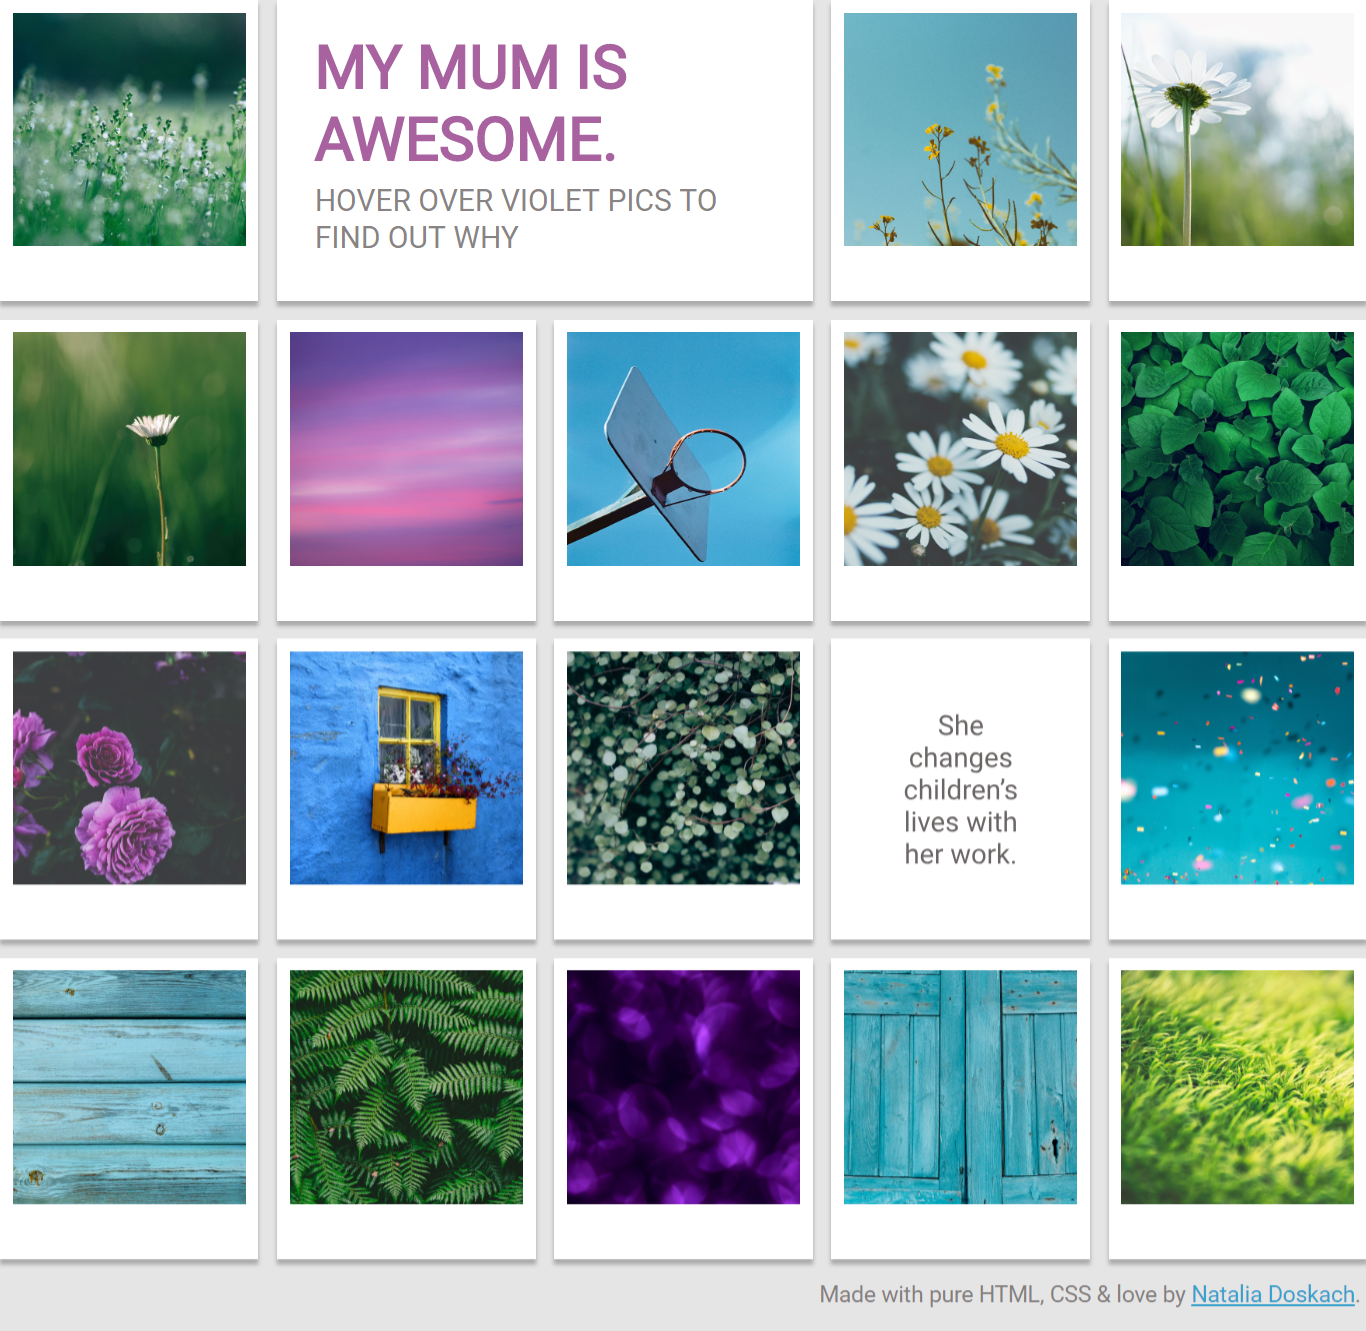 MY MUM IS
AWESOME.
HOVER OVER VIOLET PICS TO
FIND OUT WHY
She
changes
children’s
lives with
her work.
Made with pure HTML, CSS & love by Natalia Doskach.